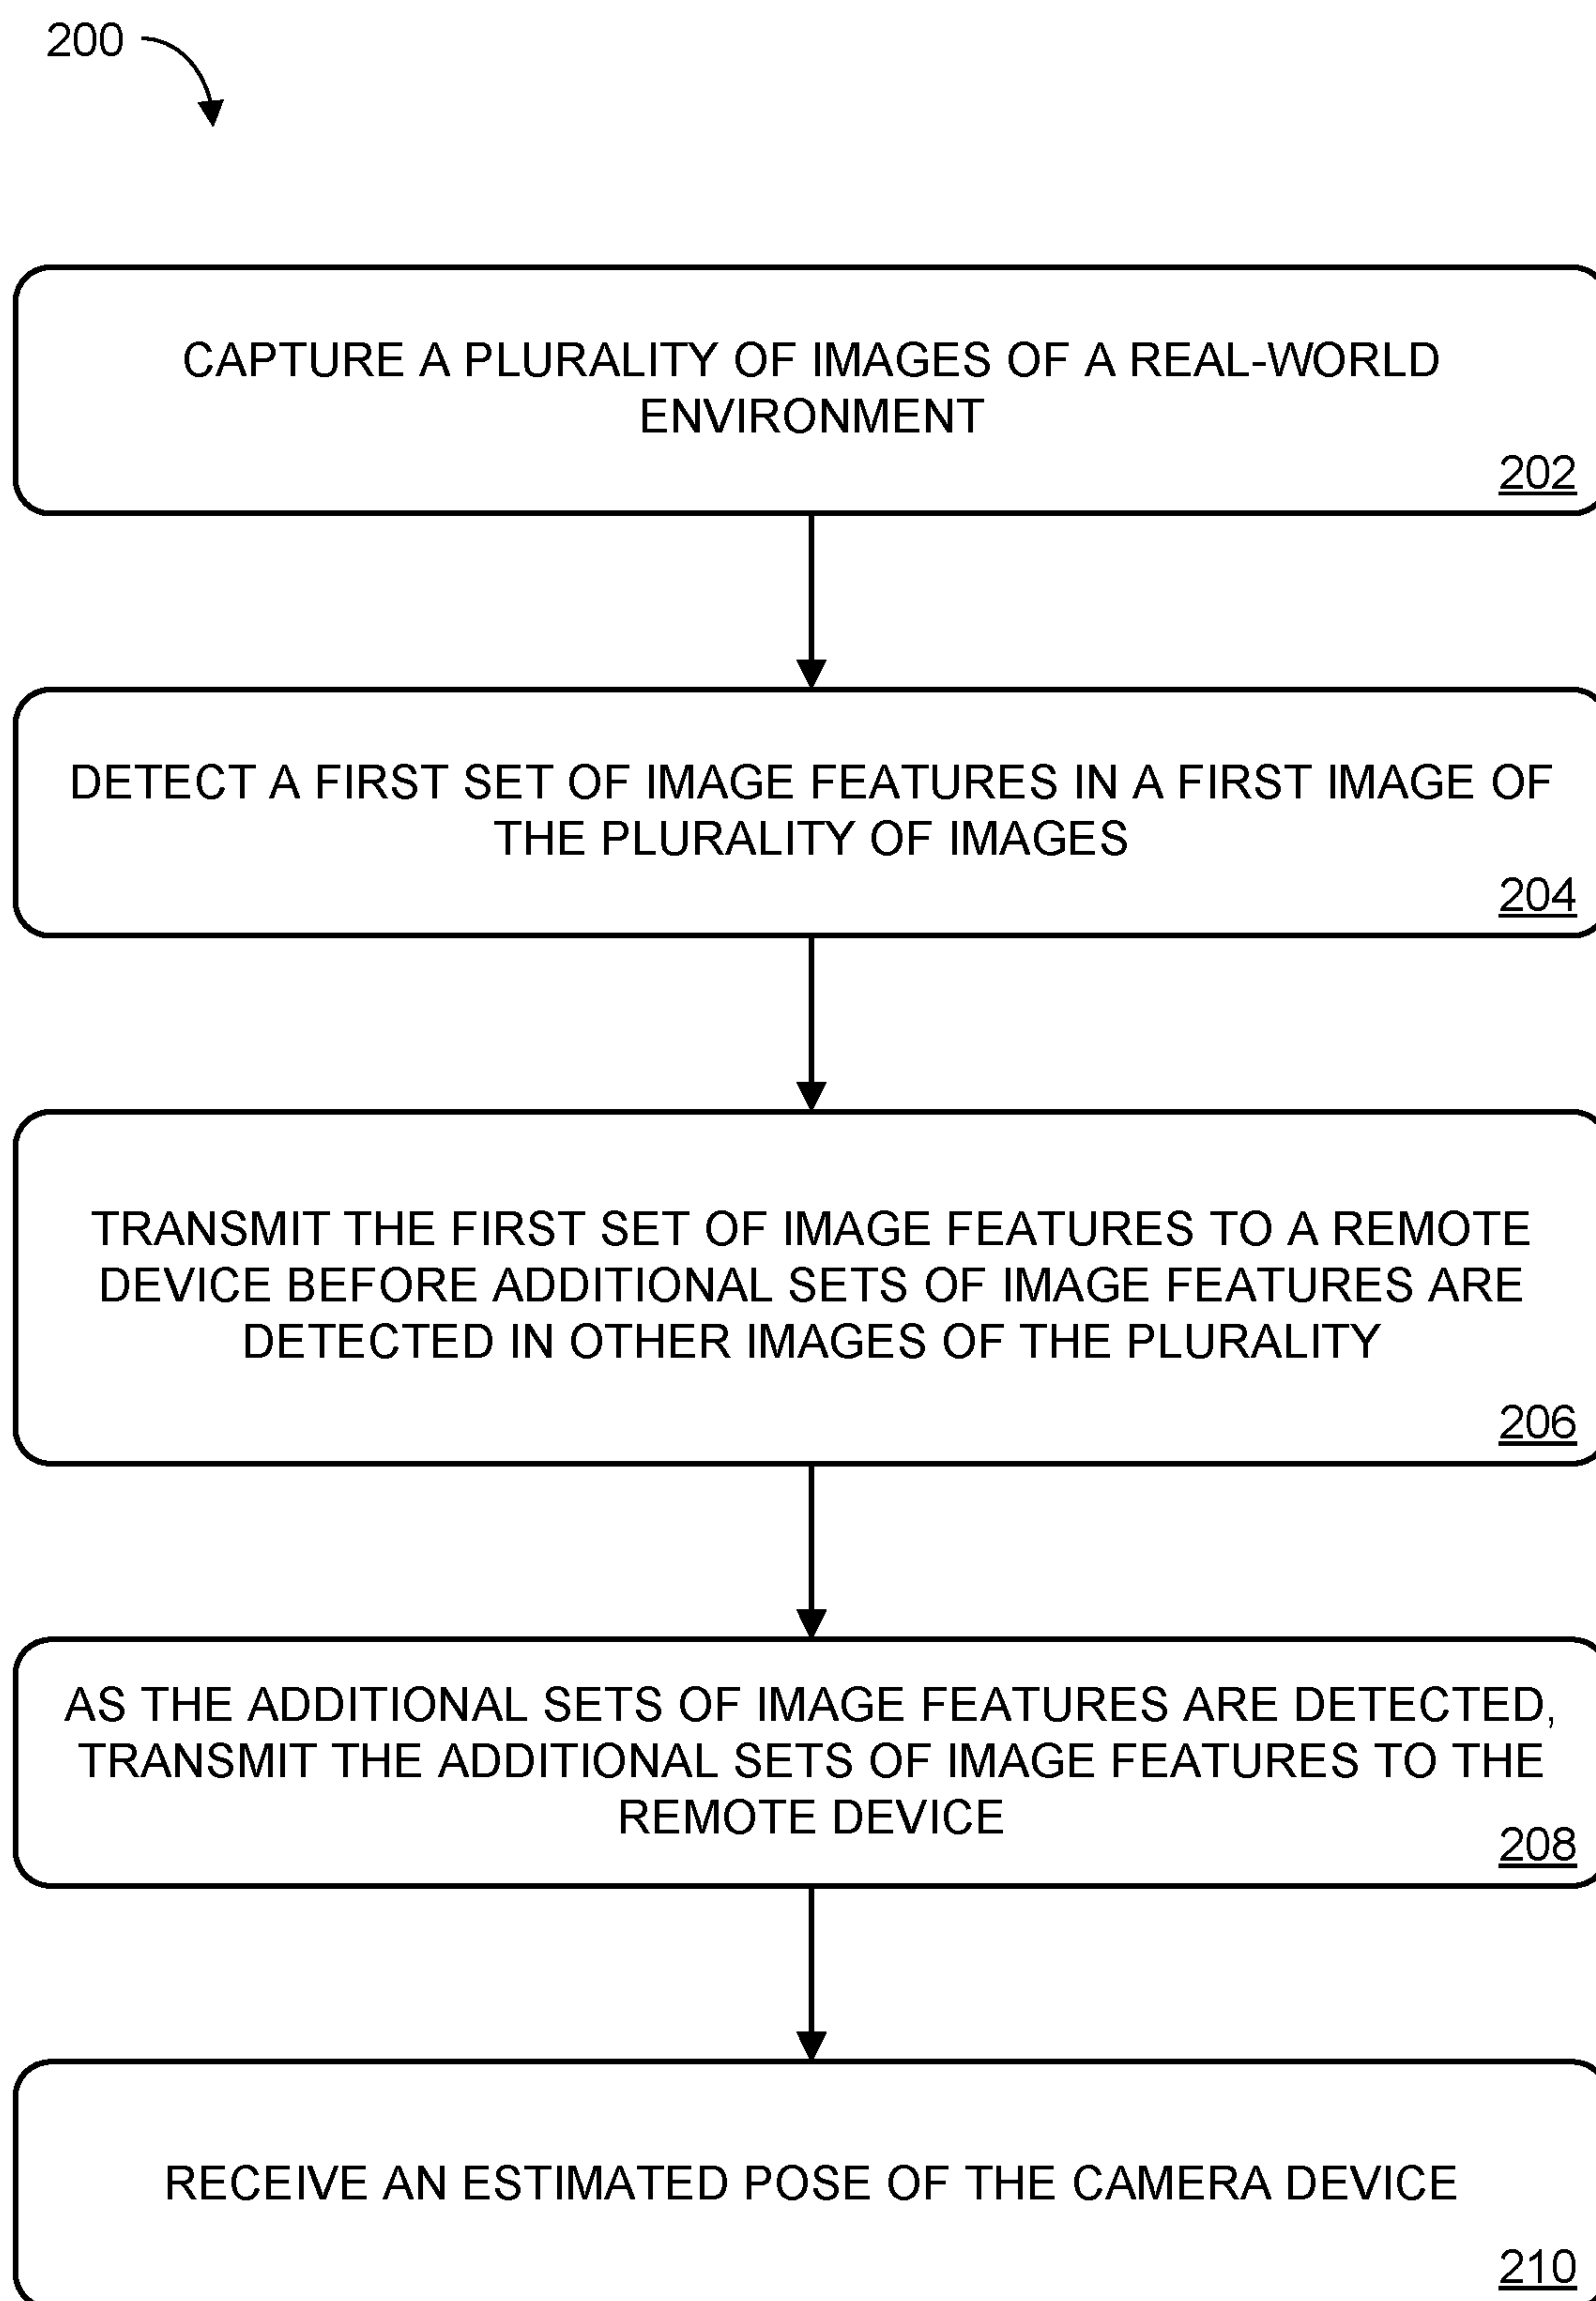 200
CAPTURE A PLURALITY OF IMAGES OF A REAL-WORLD
ENVIRONMENT
202
DETECT A FIRST SET OF IMAGE FEATURES IN A FIRST IMAGE OF
THE PLURALITY OF IMAGES
204
TRANSMIT THE FIRST SET OF IMAGE FEATURES TO A REMOTE
DEVICE BEFORE ADDITIONAL SETS OF IMAGE FEATURES ARE
DETECTED IN OTHER IMAGES OF THE PLURALITY
206
AS THE ADDITIONAL SETS OF IMAGE FEATURES ARE DETECTED,
TRANSMIT THE ADDITIONAL SETS OF IMAGE FEATURES TO THE
REMOTE DEVICE
208
RECEIVE AN ESTIMATED POSE OF THE CAMERA DEVICE
210